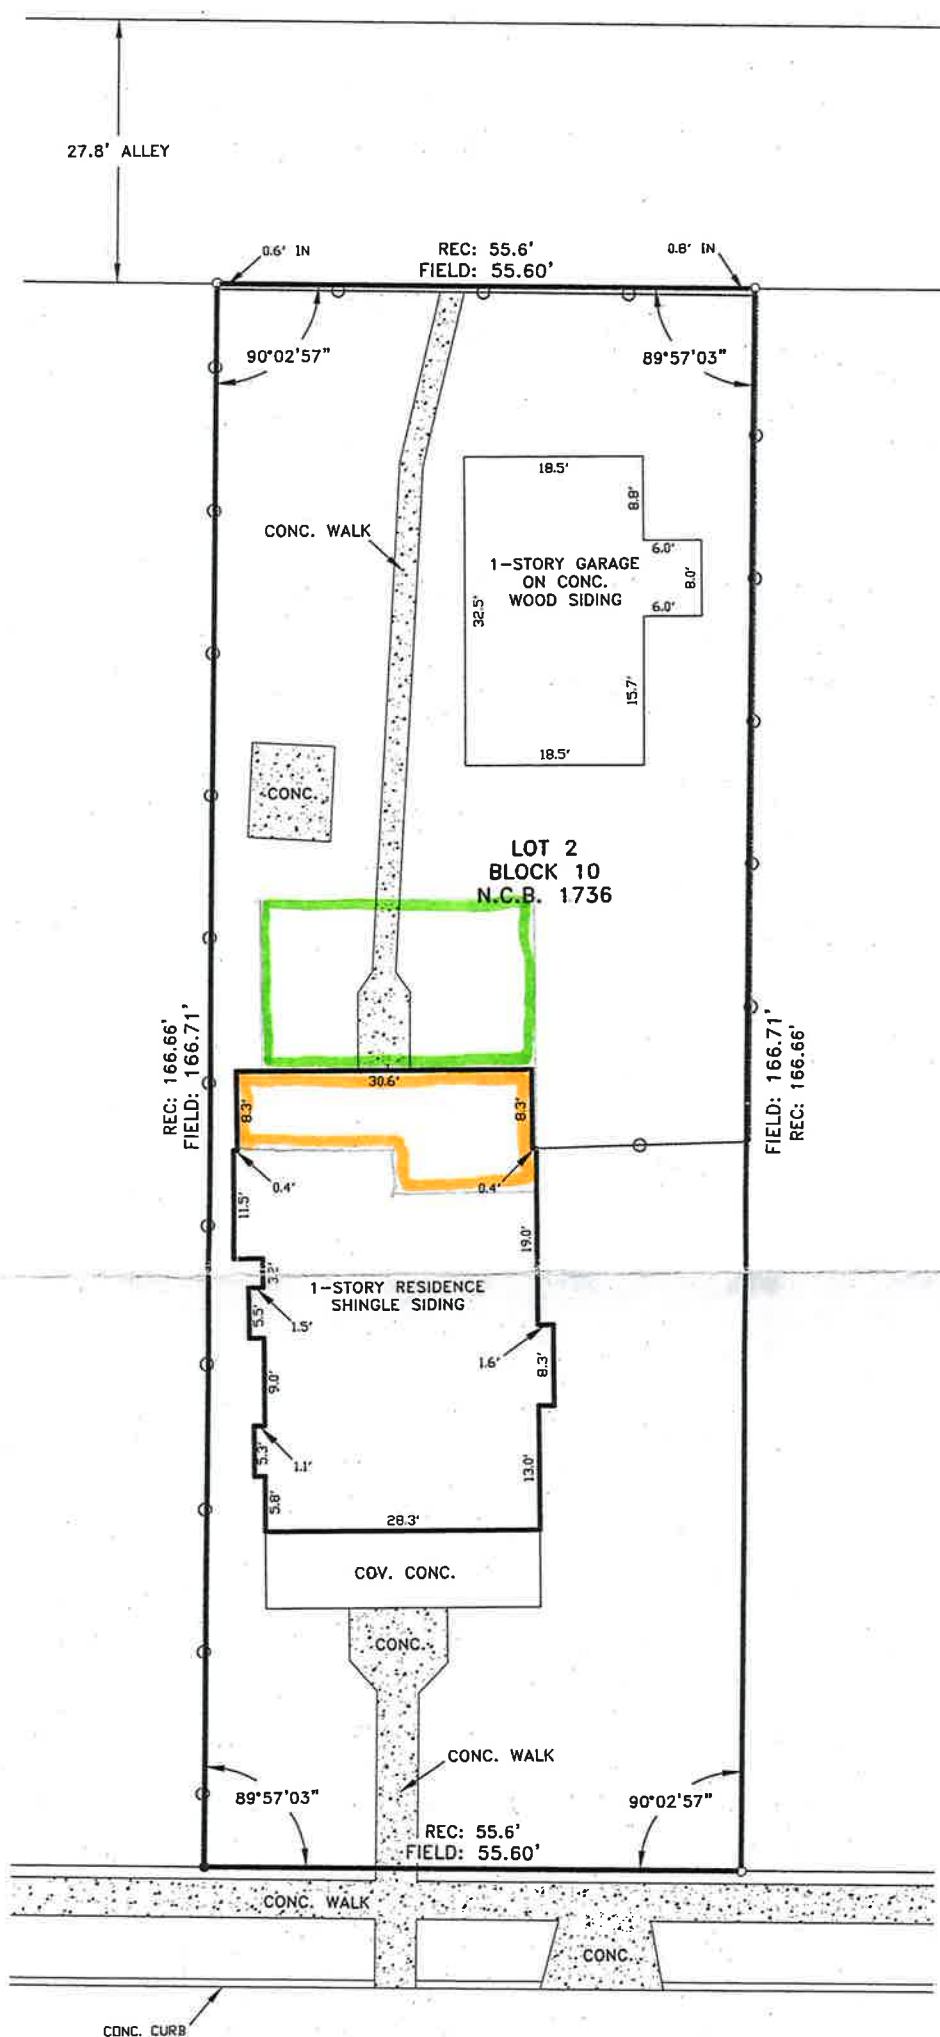 27.8' ALLEY
0.6' IN
REC: 55.6'
FIELD: 55.60'
0.8' IN
90°02'57"
89°57'03"
18.5'
8.8'
CONC. WALK
6.0'
1-STORY GARAGE
ON CONC.
WOOD SIDING
8.0'
32.5'
6.0'
15.7'
18.5'
CONC.
LOT 2
BLOCK 10
N.C.B. 1736
REC: 166.66'
FIELD: 166.71'
FIELD: 166.71'
REC: 166.66'
30.6'
8.3'
8.3'
0.4'
0.4'
11.5'
19.0'
3.2'
1-STORY RESIDENCE
SHINGLE SIDING
5.5'
1.5'
1.6'
8.3'
9.0'
5.3'
1.1'
13.0'
5.8'
28.3'
COV. CONC.
CONC.
CONC. WALK
89°57'03"
90°02'57"
REC: 55.6'
FIELD: 55.60'
CONC. WALK
CONC.
CONC. CURB